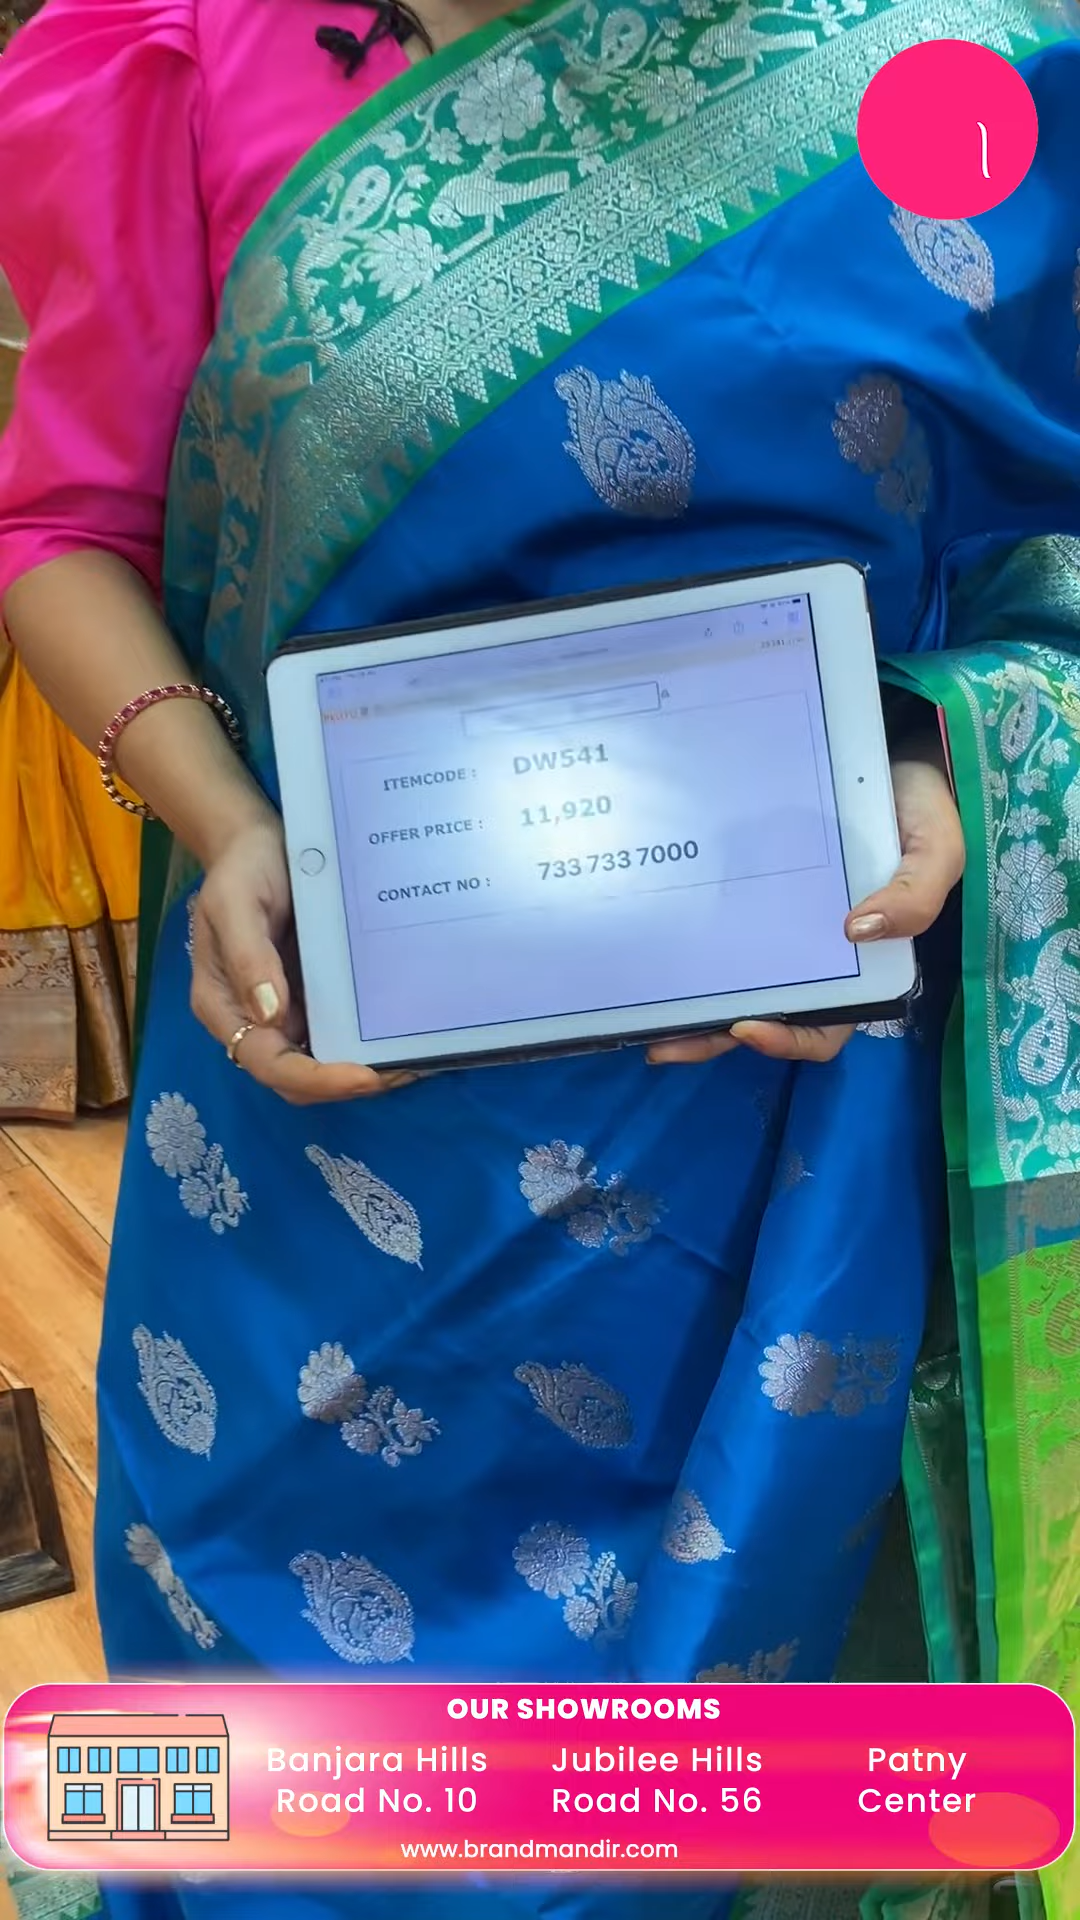 ITEMCODE : DW541
OFFER PRICE : 11,920
CONTACT NO : 733 733 7000
OUR SHOWROOMS
Banjara Hills
Road No. 10
Jubilee Hills
Road No. 56
Patny
Center
www.brandmandir.com